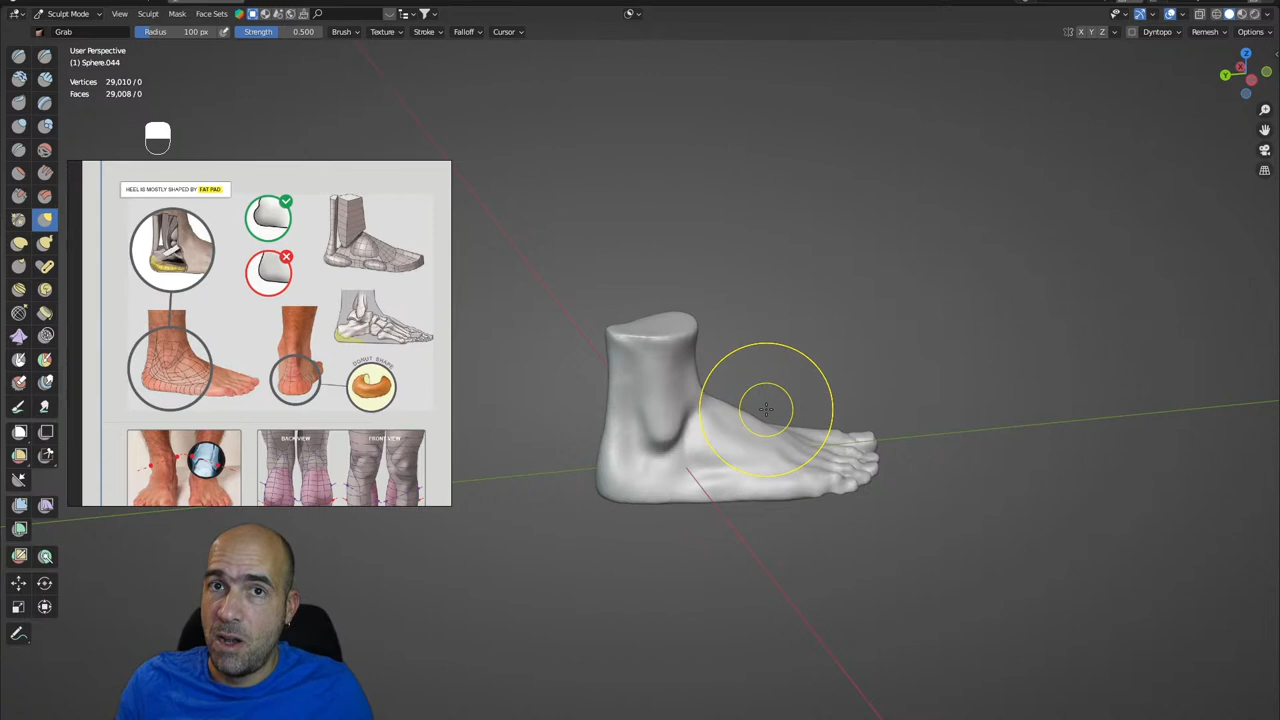 Sculpt Mode View Sculpt Mask Face Sets
Grab Radius 100 px Strength 0.500 Brush Texture Stroke Falloff Cursor X Y Z Dyntopo Remesh Options
User Perspective
(1) Sphere.044
Vertices 29,010 / 0
Faces 29,008 / 0
Z
X
Y
HEEL IS MOSTLY SHAPED BY FAT PAD
DONUT SHAPE
BACK VIEW FRONT VIEW